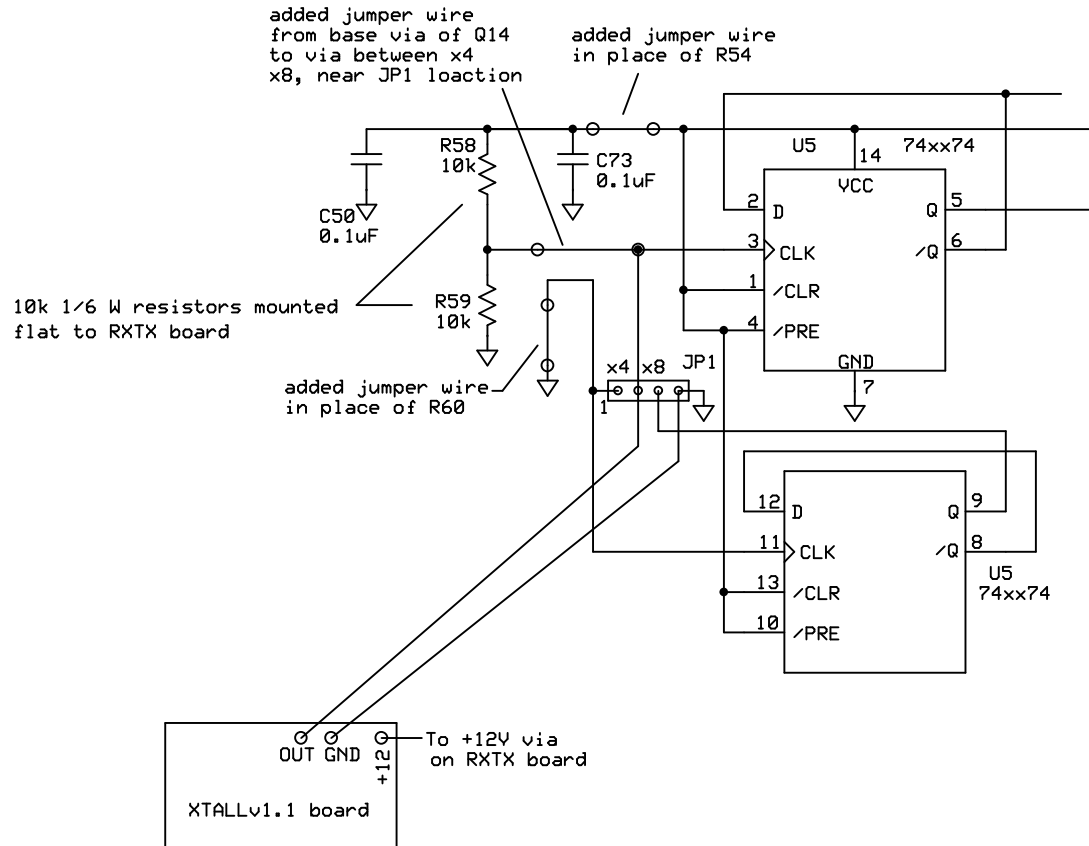 added jumper wire
from base via of Q14
to via between x4
x8, near JP1 loaction
added jumper wire
in place of R54
R58
10k
C73
0.1uF
C50
0.1uF
U5
74xx74
14
VCC
2
D
Q
5
3
CLK
/Q
6
1
/CLR
4
/PRE
GND
7
10k 1/6 W resistors mounted
flat to RXTX board
R59
10k
added jumper wire
in place of R60
x4
x8
JP1
1
12
D
Q
9
11
CLK
/Q
8
13
/CLR
10
/PRE
U5
74xx74
OUT
GND
+12
To +12V via
on RXTX board
XTALLv1.1 board